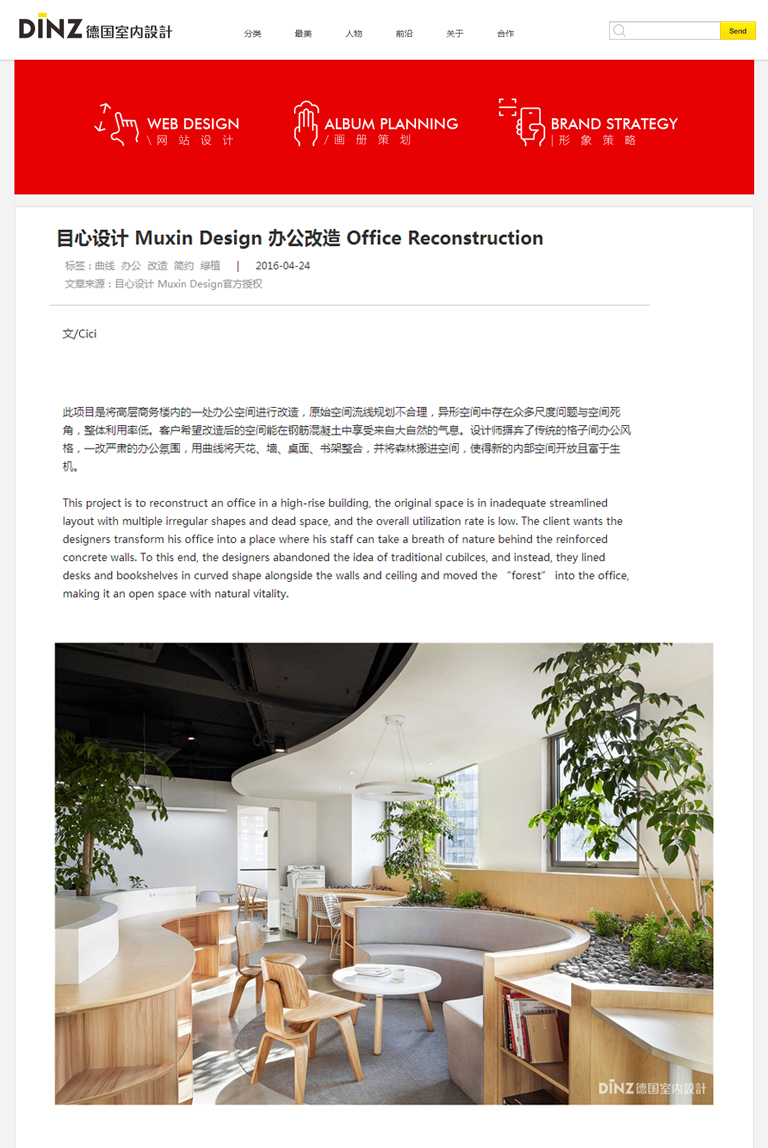 DINZ 德国室内設計
分类 最美 人物 前沿 关于 合作
Send
WEB DESIGN
\ 网 站 设 计
ALBUM PLANNING
/ 画 册 策 划
BRAND STRATEGY
| 形 象 策 略
目心设计 Muxin Design 办公改造 Office Reconstruction
标签：曲线 办公 改造 简约 绿植 | 2016-04-24
文章来源：目心设计 Muxin Design官方授权
文/Cici
此项目是将高层商务楼内的一处办公空间进行改造，原始空间流线规划不合理，异形空间中存在众多尺度问题与空间死
角，整体利用率低。客户希望改造后的空间能在钢筋混凝土中享受来自大自然的气息。设计师摒弃了传统的格子间办公风
格，一改严肃的办公氛围，用曲线将天花、墙、桌面、书架整合，并将森林搬进空间，使得新的内部空间开放且富于生
机。
This project is to reconstruct an office in a high-rise building, the original space is in inadequate streamlined
layout with multiple irregular shapes and dead space, and the overall utilization rate is low. The client wants the
designers transform his office into a place where his staff can take a breath of nature behind the reinforced
concrete walls. To this end, the designers abandoned the idea of traditional cubilces, and instead, they lined
desks and bookshelves in curved shape alongside the walls and ceiling and moved the “forest” into the office,
making it an open space with natural vitality.
DINZ 德国室内設計